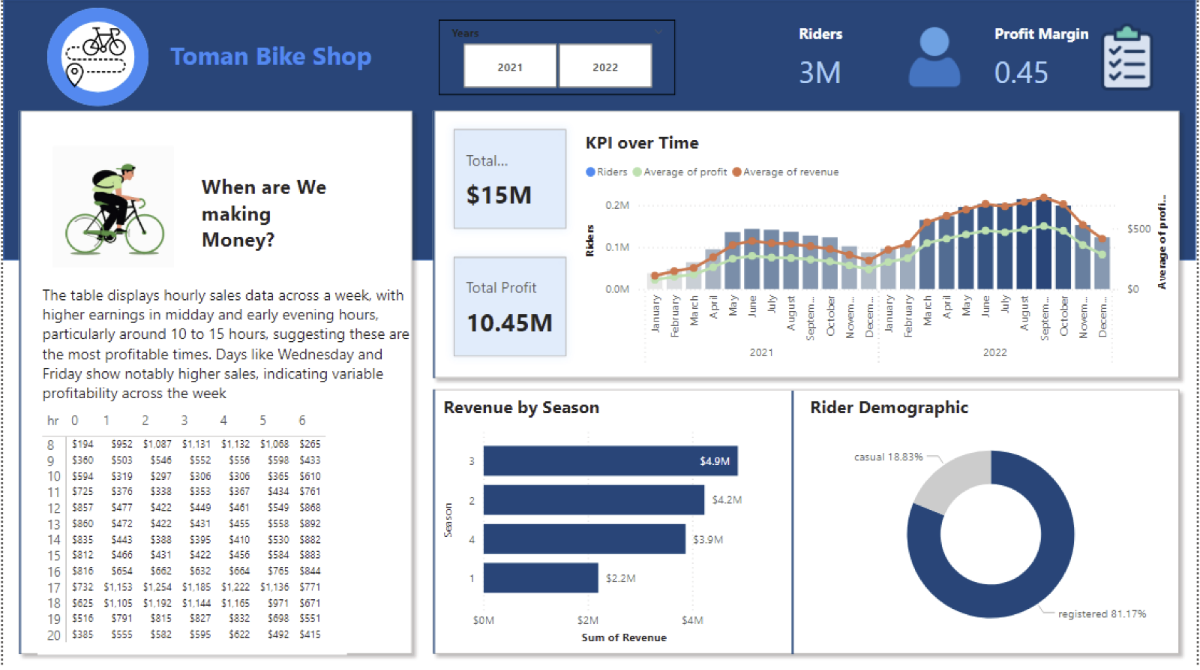 Toman Bike Shop
Years
2021
2022
Riders
3M
Profit Margin
0.45
When are We
making
Money?
The table displays hourly sales data across a week, with
higher earnings in midday and early evening hours,
particularly around 10 to 15 hours, suggesting these are
the most profitable times. Days like Wednesday and
Friday show notably higher sales, indicating variable
profitability across the week
hr 0 1 2 3 4 5 6
8 $194 $952 $1,087 $1,131 $1,132 $1,068 $265
9 $360 $503 $546 $552 $556 $598 $433
10 $594 $319 $297 $306 $306 $365 $610
11 $725 $376 $338 $353 $367 $434 $761
12 $857 $477 $422 $449 $461 $549 $868
13 $860 $472 $422 $431 $455 $558 $892
14 $835 $443 $388 $395 $410 $530 $882
15 $812 $466 $431 $422 $456 $584 $883
16 $816 $654 $662 $632 $664 $765 $844
17 $732 $1,153 $1,254 $1,185 $1,222 $1,136 $771
18 $625 $1,105 $1,192 $1,144 $1,165 $971 $671
19 $516 $791 $815 $827 $832 $698 $551
20 $385 $555 $582 $595 $622 $492 $415
Total...
$15M
Total Profit
10.45M
KPI over Time
Riders Average of profit Average of revenue
Riders
0.2M
0.1M
0.0M
$500
$0
Average of profi...
January February March April May June July August Septem... October Novem... Decem... January February March April May June July August Septem... October Novem... Decem...
2021 2022
Revenue by Season
Season
3 $4.9M
2 $4.2M
4 $3.9M
1 $2.2M
$0M $2M $4M
Sum of Revenue
Rider Demographic
casual 18.83%
registered 81.17%